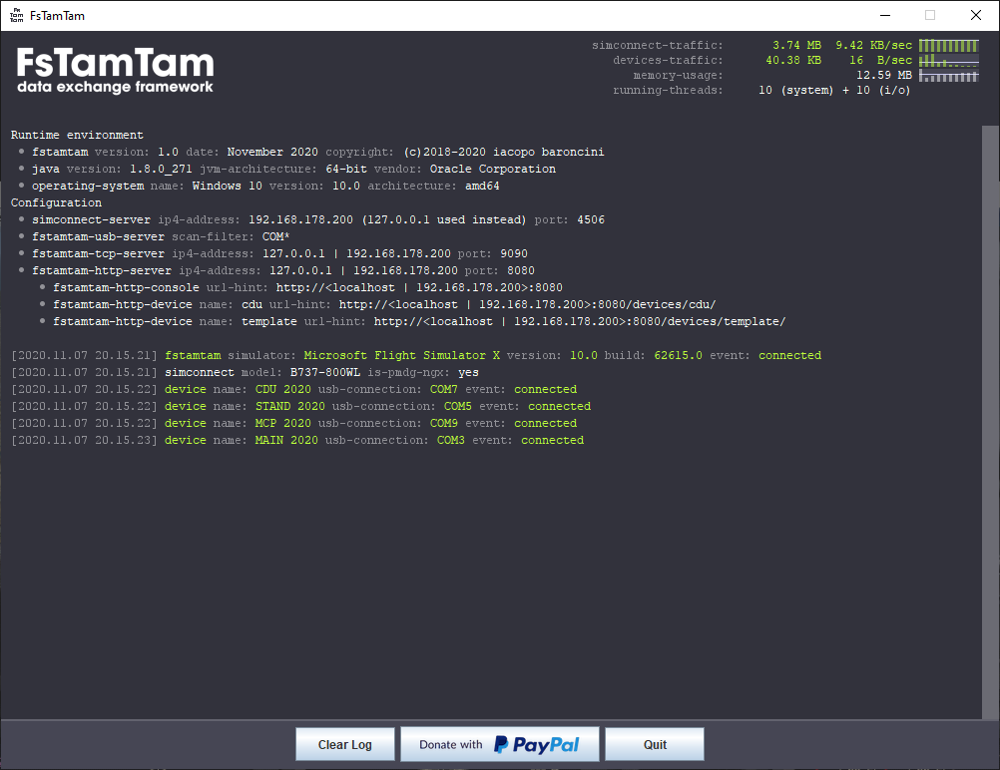 Fs Tam Tam FsTamTam
FsTamTam
data exchange framework
simconnect-traffic: 3.74 MB 9.42 KB/sec
devices-traffic: 40.38 KB 16 B/sec
memory-usage: 12.59 MB
running-threads: 10 (system) + 10 (i/o)
Runtime environment
• fstamtam version: 1.0 date: November 2020 copyright: (c)2018-2020 iacopo baroncini
• java version: 1.8.0_271 jvm-architecture: 64-bit vendor: Oracle Corporation
• operating-system name: Windows 10 version: 10.0 architecture: amd64
Configuration
• simconnect-server ip4-address: 192.168.178.200 (127.0.0.1 used instead) port: 4506
• fstamtam-usb-server scan-filter: COM*
• fstamtam-tcp-server ip4-address: 127.0.0.1 | 192.168.178.200 port: 9090
• fstamtam-http-server ip4-address: 127.0.0.1 | 192.168.178.200 port: 8080
• fstamtam-http-console url-hint: http://<localhost | 192.168.178.200>:8080
• fstamtam-http-device name: cdu url-hint: http://<localhost | 192.168.178.200>:8080/devices/cdu/
• fstamtam-http-device name: template url-hint: http://<localhost | 192.168.178.200>:8080/devices/template/
[2020.11.07 20.15.21] fstamtam simulator: Microsoft Flight Simulator X version: 10.0 build: 62615.0 event: connected
[2020.11.07 20.15.21] simconnect model: B737-800WL is-pmdg-ngx: yes
[2020.11.07 20.15.22] device name: CDU 2020 usb-connection: COM7 event: connected
[2020.11.07 20.15.22] device name: STAND 2020 usb-connection: COM5 event: connected
[2020.11.07 20.15.22] device name: MCP 2020 usb-connection: COM9 event: connected
[2020.11.07 20.15.23] device name: MAIN 2020 usb-connection: COM3 event: connected
Clear Log Donate with PayPal Quit